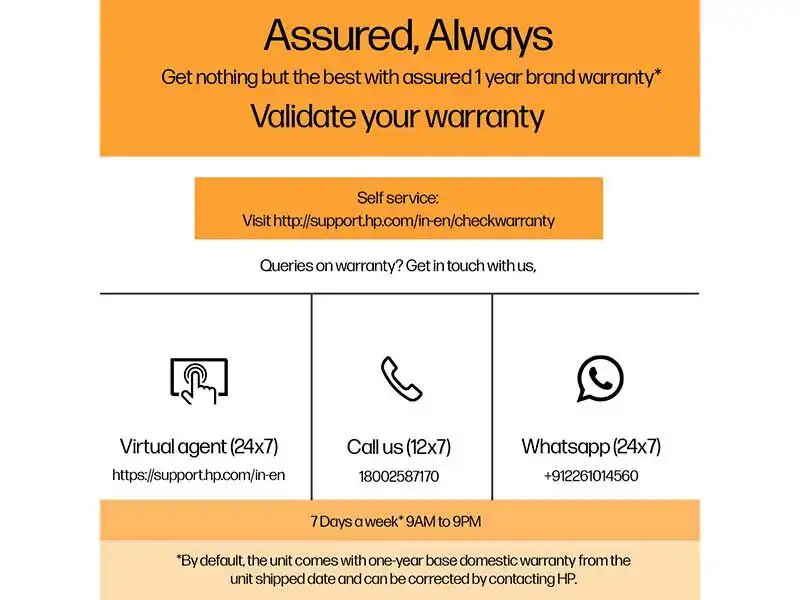 Assured, Always
Get nothing but the best with assured 1 year brand warranty*
Validate your warranty
Self service:
Visit http://support.hp.com/in-en/checkwarranty
Queries on warranty? Get in touch with us,
Virtual agent (24x7)
https://support.hp.com/in-en
Call us (12x7)
18002587170
Whatsapp (24x7)
+912261014560
7 Days a week* 9AM to 9PM
*By default, the unit comes with one-year base domestic warranty from the
unit shipped date and can be corrected by contacting HP.